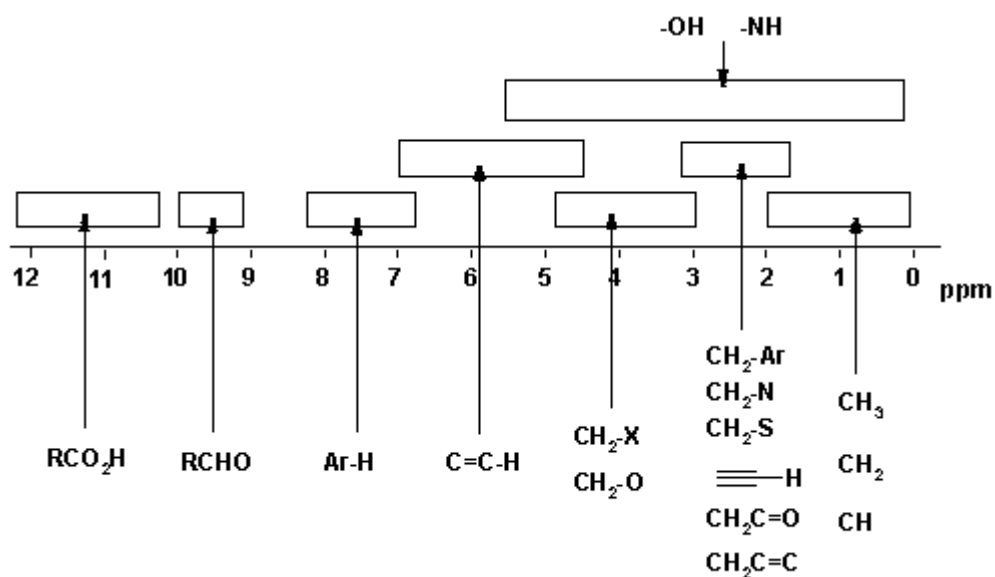 -OH -NH
12 11 10 9 8 7 6 5 4 3 2 1 0 ppm
RCO₂H
RCHO
Ar-H
C=C-H
CH₂-X
CH₂-O
CH₂-Ar
CH₂-N
CH₂-S
≡—H
CH₂C=O
CH₂C=C
CH₃
CH₂
CH